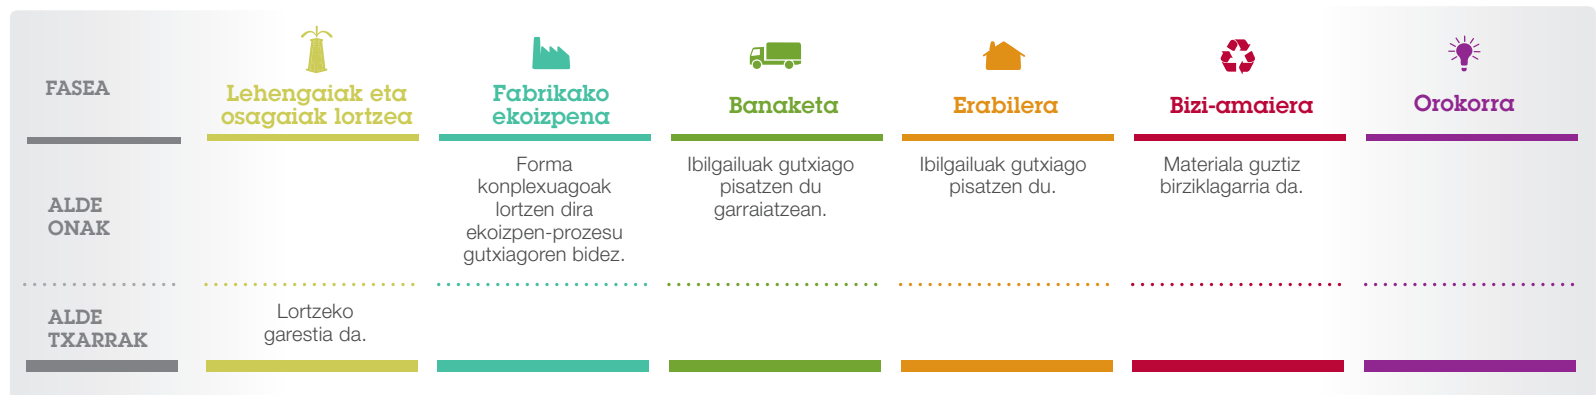 FASEA
Lehengaiak eta
osagaiak lortzea
Fabrikako
ekoizpena
Banaketa
Erabilera
Bizi-amaiera
Orokorra
ALDE
ONAK
Forma
konplexuagoak
lortzen dira
ekoizpen-prozesu
gutxiagoren bidez.
Ibilgailuak gutxiago
pisatzen du
garraiatzean.
Ibilgailuak gutxiago
pisatzen du.
Materiala guztiz
birziklagarria da.
ALDE
TXARRAK
Lortzeko
garestia da.